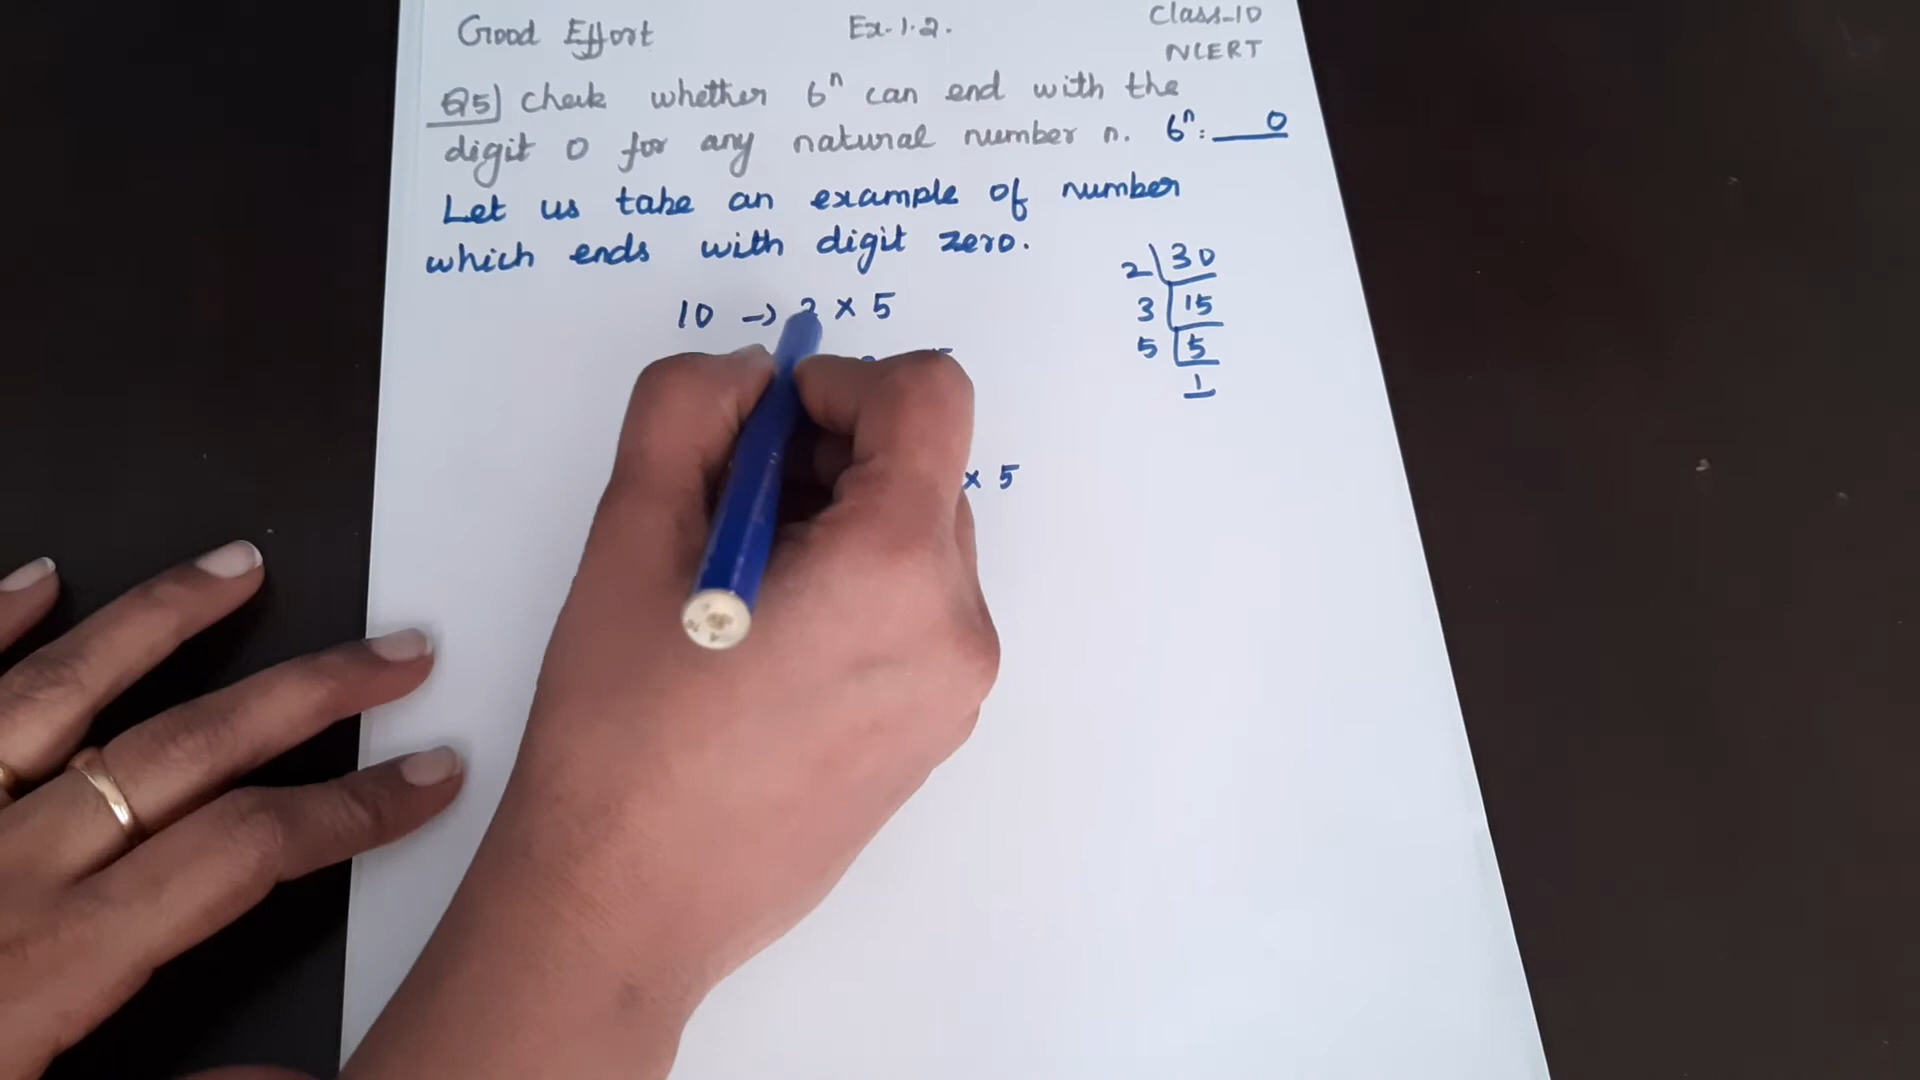 Good Effort Ex. 1.2. Class-10
NCERT
Q5) Check whether 6ⁿ can end with the
digit 0 for any natural number n. 6ⁿ: ___0
Let us take an example of number
which ends with digit zero.
10 → 2 × 5
× 5
2 30
3 15
5 5
1